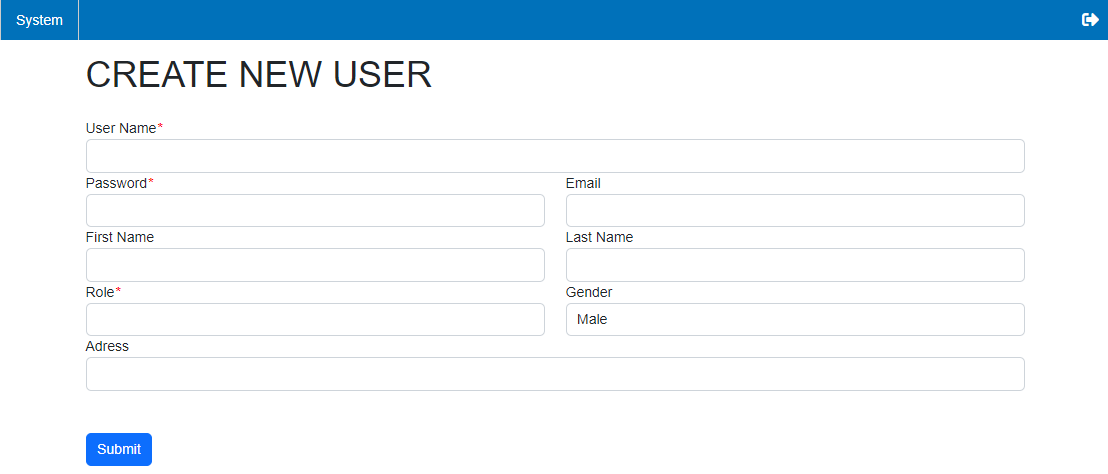 System
CREATE NEW USER
User Name*
Password*
Email
First Name
Last Name
Role*
Gender
Male
Adress
Submit